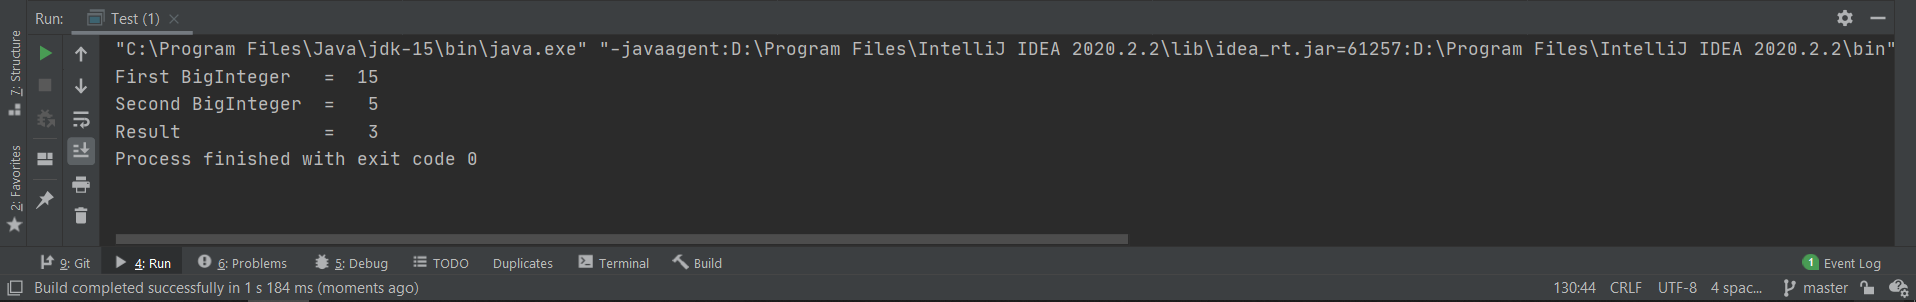 Run: Test (1)
"C:\Program Files\Java\jdk-15\bin\java.exe" "-javaagent:D:\Program Files\IntelliJ IDEA 2020.2.2\lib\idea_rt.jar=61257:D:\Program Files\IntelliJ IDEA 2020.2.2\bin"
First BigInteger   =  15
Second BigInteger  =   5
Result             =   3
Process finished with exit code 0
7: Structure
2: Favorites
9: Git 4: Run 6: Problems 5: Debug TODO Duplicates Terminal Build 1 Event Log
Build completed successfully in 1 s 184 ms (moments ago) 130:44 CRLF UTF-8 4 spac... master